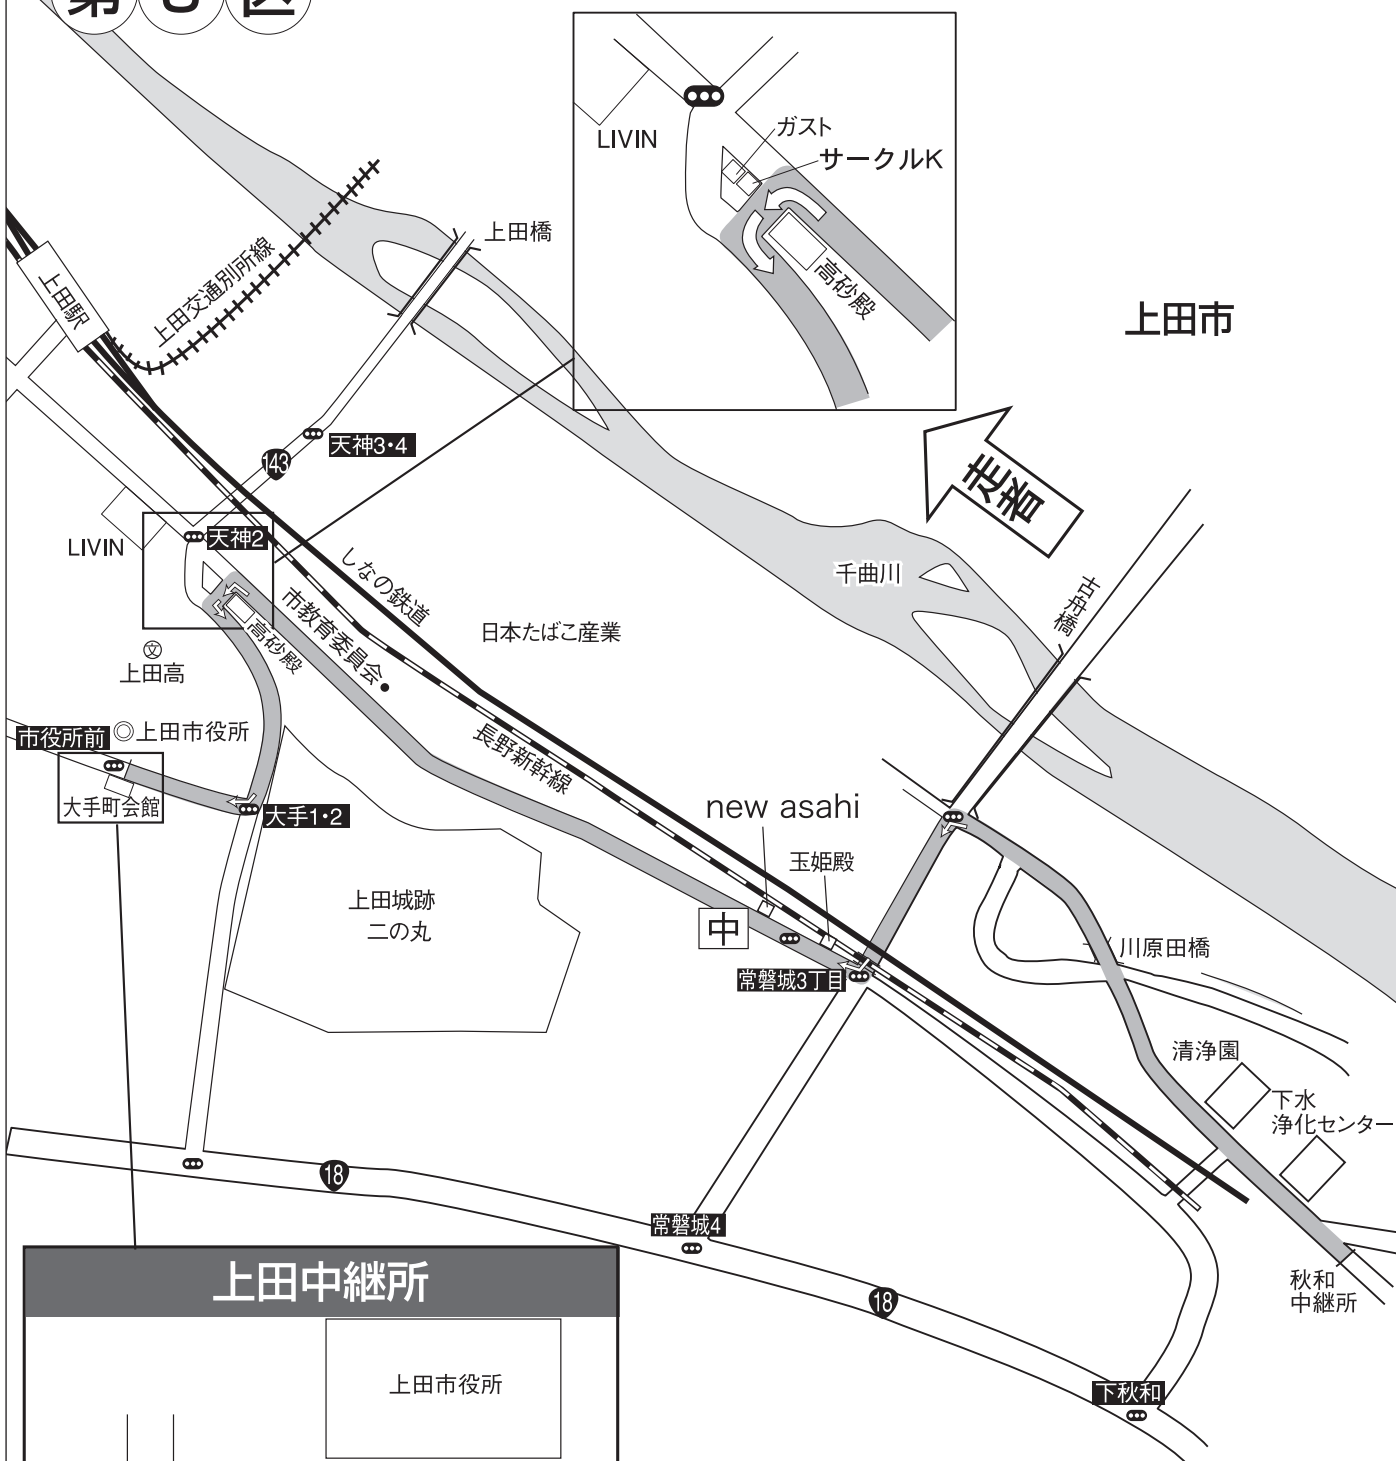 第七区
LIVIN
ガスト
サークルK
高砂殿
上田橋
上田交通別所線
上田駅
上田市
天神3・4
143
走者
天神2
LIVIN
しなの鉄道
千曲川
古舟橋
市教育委員会
日本たばこ産業
高砂殿
文
上田高
上田市役所
市役所前
長野新幹線
大手町会館
大手1・2
new asahi
玉姫殿
上田城跡
二の丸
中
川原田橋
常磐城3丁目
清浄園
下水
浄化センター
18
常磐城4
上田中継所
秋和
中継所
18
上田市役所
下秋和